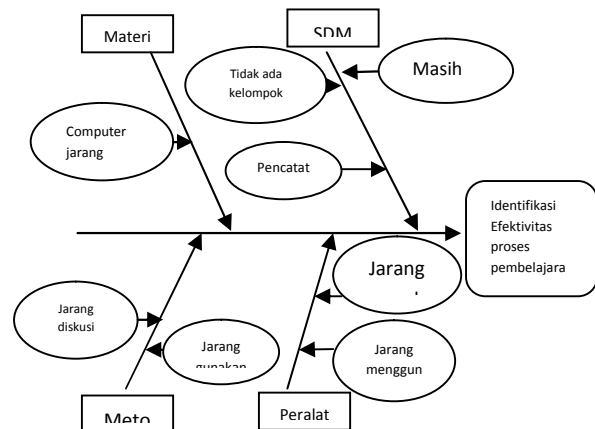 Materi
SDM
Tidak ada
kelompok
Masih
Computer
jarang
Pencatat
Identifikasi
Efektivitas
proses
pembelajara
Jarang
Jarang
diskusi
Jarang
gunakan
Jarang
menggun
Meto
Peralat